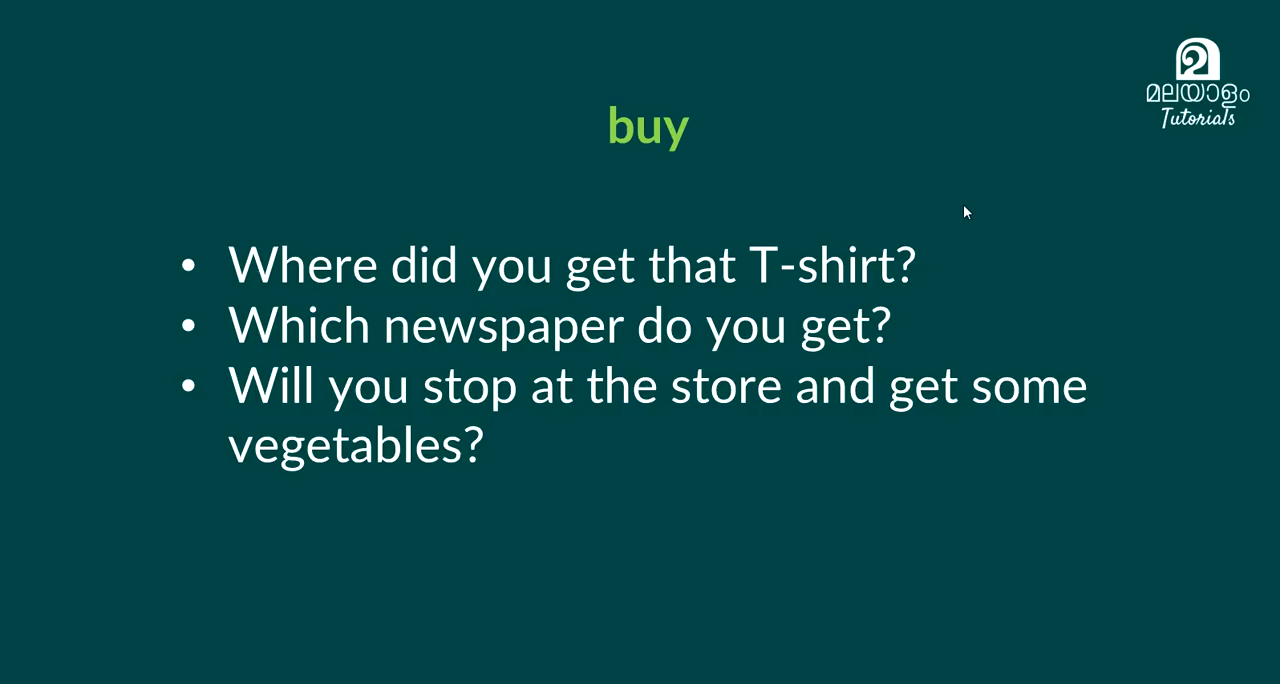 മ
മലയാളം
Tutorials
buy
• Where did you get that T-shirt?
• Which newspaper do you get?
• Will you stop at the store and get some
vegetables?